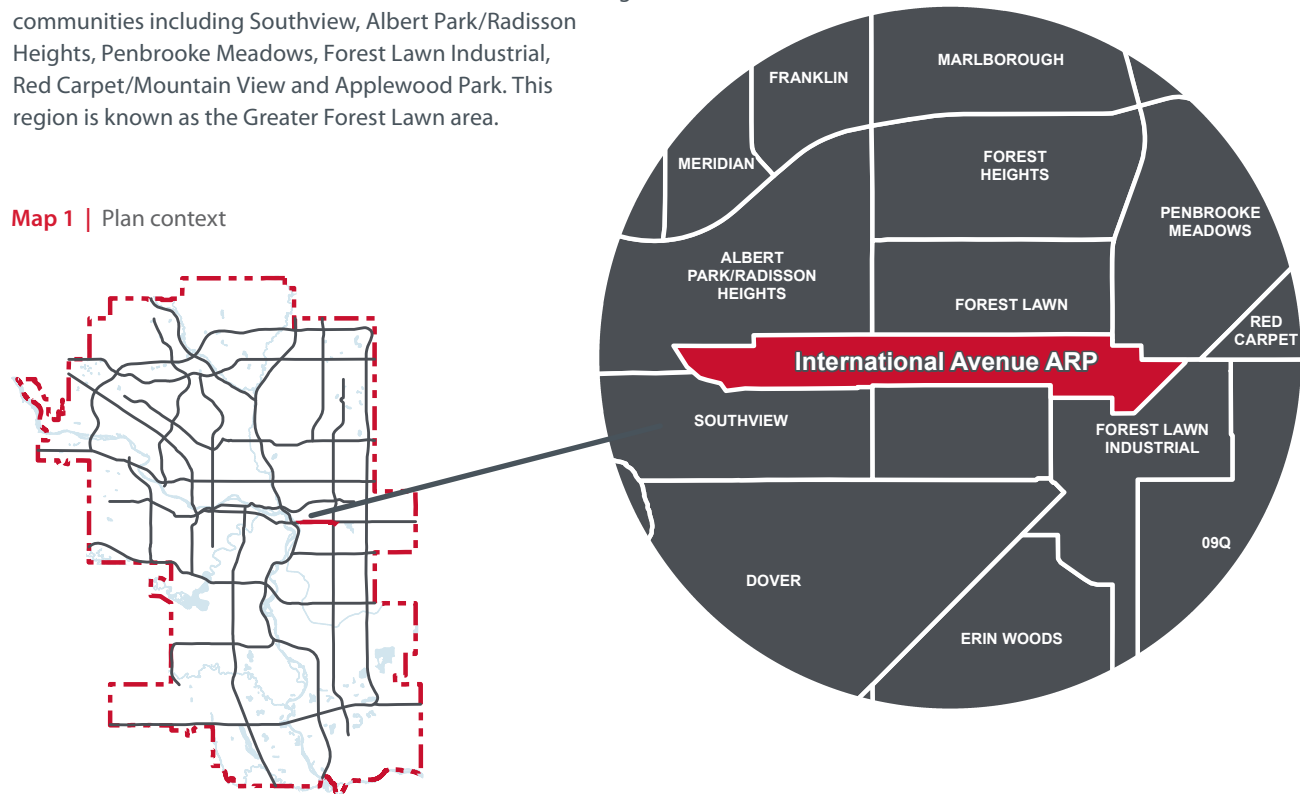 communities including Southview, Albert Park/Radisson
Heights, Penbrooke Meadows, Forest Lawn Industrial,
Red Carpet/Mountain View and Applewood Park. This
region is known as the Greater Forest Lawn area.
Map 1 | Plan context
FRANKLIN
MARLBOROUGH
MERIDIAN
FOREST
HEIGHTS
PENBROOKE
MEADOWS
ALBERT
PARK/RADISSON
HEIGHTS
FOREST LAWN
RED
CARPET
International Avenue ARP
SOUTHVIEW
FOREST LAWN
INDUSTRIAL
09Q
DOVER
ERIN WOODS